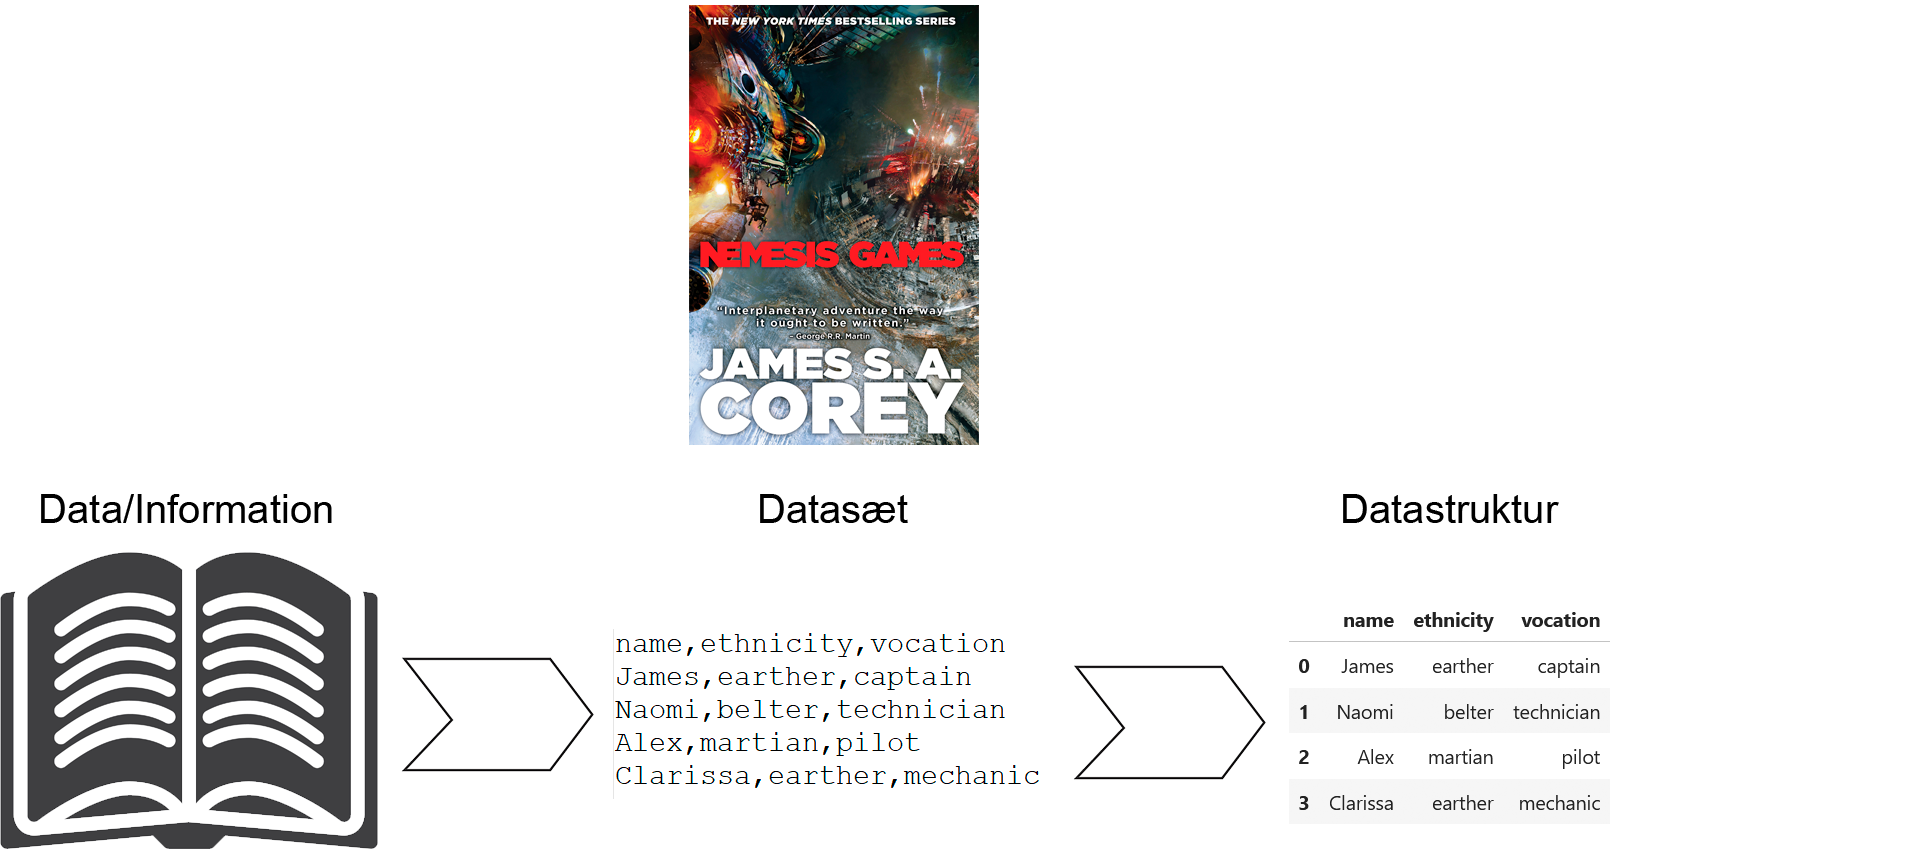 THE NEW YORK TIMES BESTSELLING SERIES
NEMESIS GAMES
“Interplanetary adventure the way
it ought to be written.”
– George R.R. Martin
JAMES S. A.
COREY
Data/Information
Datasæt
Datastruktur
name,ethnicity,vocation
James,earther,captain
Naomi,belter,technician
Alex,martian,pilot
Clarissa,earther,mechanic
name ethnicity vocation
0 James earther captain
1 Naomi belter technician
2 Alex martian pilot
3 Clarissa earther mechanic